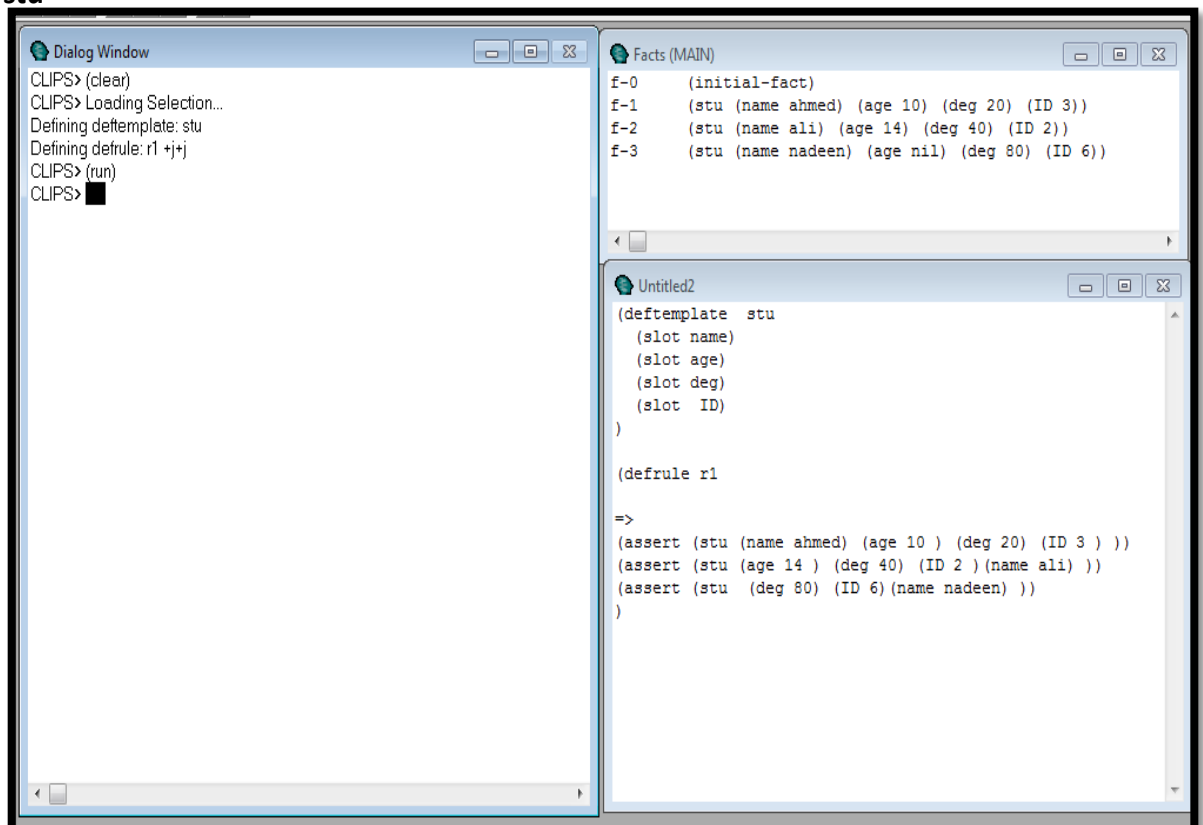 stu
Dialog Window
CLIPS> (clear)
CLIPS> Loading Selection...
Defining deftemplate: stu
Defining defrule: r1 +j+j
CLIPS> (run)
CLIPS>
Facts (MAIN)
f-0 (initial-fact)
f-1 (stu (name ahmed) (age 10) (deg 20) (ID 3))
f-2 (stu (name ali) (age 14) (deg 40) (ID 2))
f-3 (stu (name nadeen) (age nil) (deg 80) (ID 6))
Untitled2
(deftemplate stu
(slot name)
(slot age)
(slot deg)
(slot ID)
)
(defrule r1
=>
(assert (stu (name ahmed) (age 10 ) (deg 20) (ID 3 ) ))
(assert (stu (age 14 ) (deg 40) (ID 2 )(name ali) ))
(assert (stu (deg 80) (ID 6)(name nadeen) ))
)